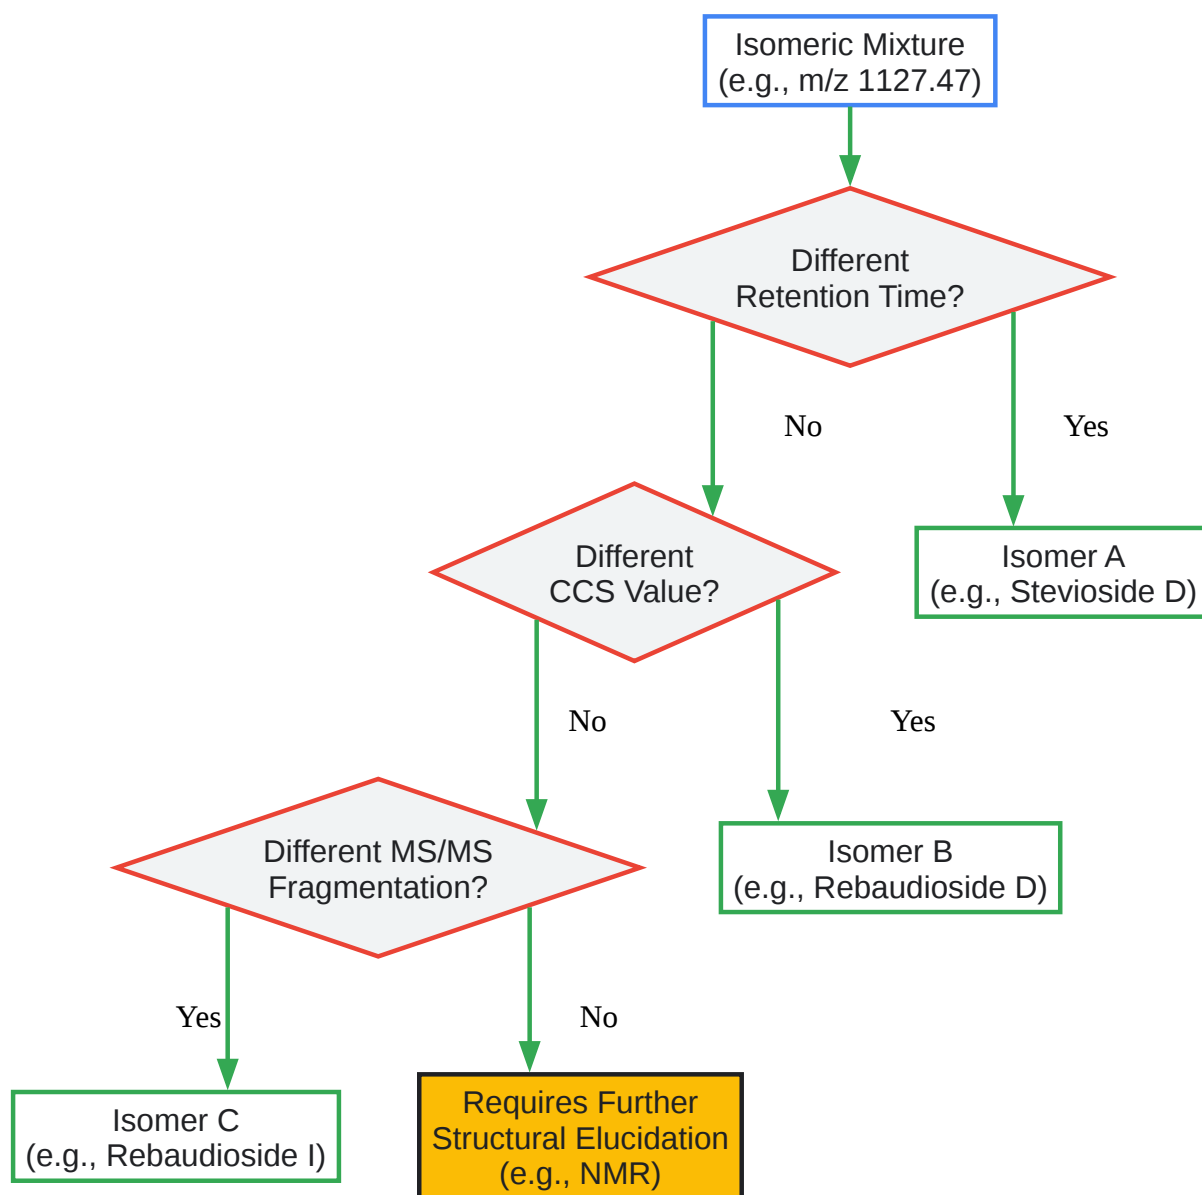 Isomeric Mixture
(e.g., m/z 1127.47)
Different
Retention Time?
No
Yes
Different
CCS Value?
Isomer A
(e.g., Stevioside D)
No
Yes
Different MS/MS
Fragmentation?
Isomer B
(e.g., Rebaudioside D)
Yes
No
Isomer C
(e.g., Rebaudioside I)
Requires Further
Structural Elucidation
(e.g., NMR)